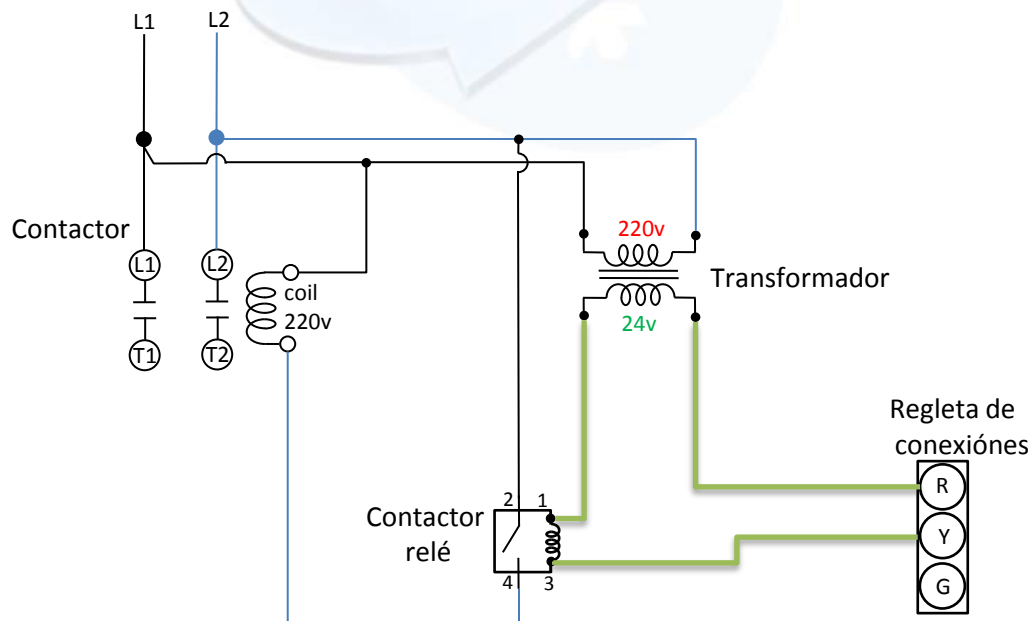 L1
L2
Contactor
L1
L2
coil
220v
T1
T2
220v
24v
Transformador
Regleta de
conexiónes
R
Y
G
Contactor
relé
2
1
4
3